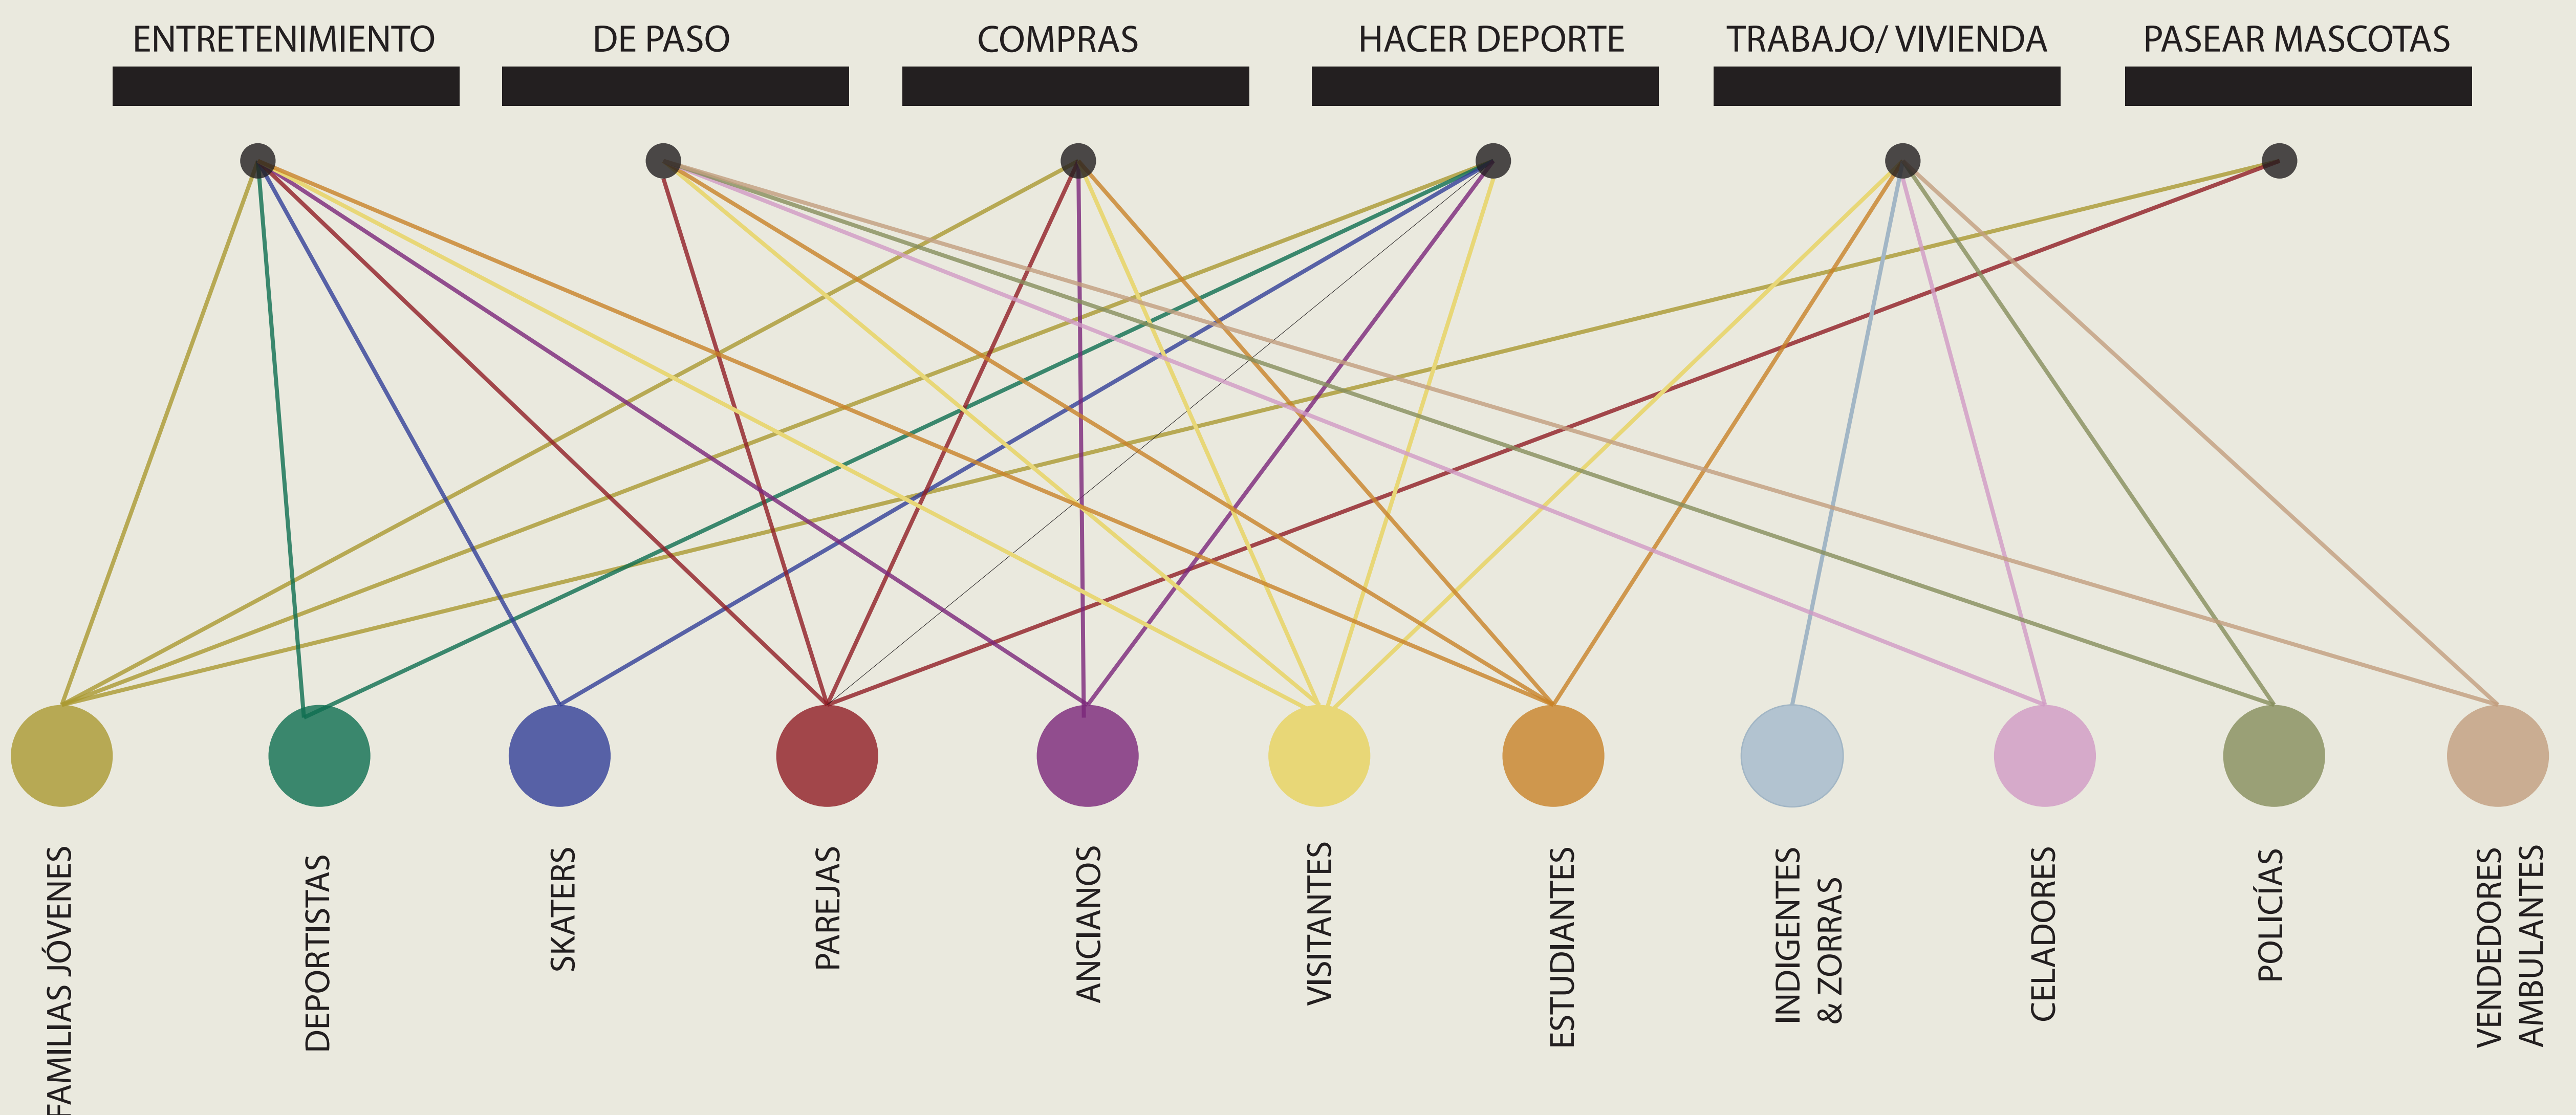 ENTRETENIMIENTO
DE PASO
COMPRAS
HACER DEPORTE
TRABAJO/ VIVIENDA
PASEAR MASCOTAS
FAMILIAS JÓVENES
DEPORTISTAS
SKATERS
PAREJAS
ANCIANOS
VISITANTES
ESTUDIANTES
INDIGENTES
& ZORRAS
CELADORES
POLICÍAS
VENDEDORES
AMBULANTES